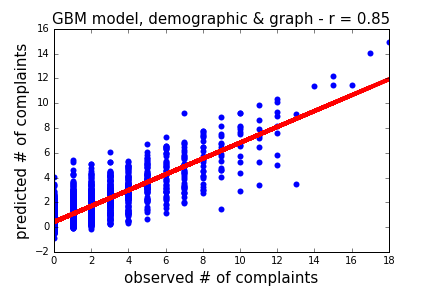 GBM model, demographic & graph - r = 0.85
16
14
12
10
8
6
4
2
0
−2
predicted # of complaints
0 2 4 6 8 10 12 14 16 18
observed # of complaints